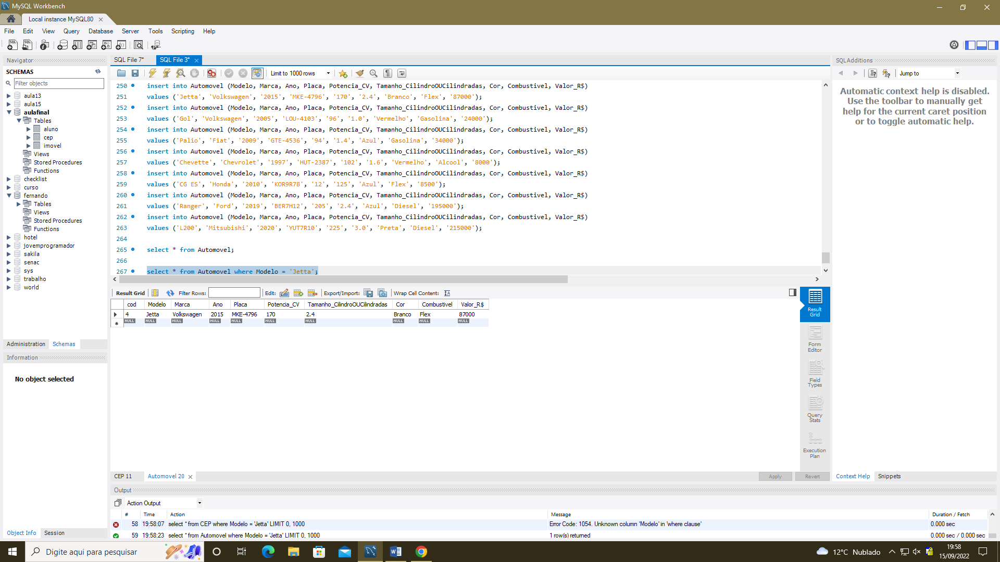 MySQL Workbench
Local instance MySQL80
File Edit View Query Database Server Tools Scripting Help
Navigator
SCHEMAS
Filter objects
aula13
aula15
aulafinal
Tables
aluno
cep
imovel
Views
Stored Procedures
Functions
checklist
curso
fernando
Tables
Views
Stored Procedures
Functions
hotel
jovemprogramador
sakila
senac
sys
trabalho
world
Administration Schemas
Information
No object selected
Object Info Session
SQL File 7* SQL File 3*
Limit to 1000 rows
250 insert into Automovel (Modelo, Marca, Ano, Placa, Potencia_CV, Tamanho_CilindroOUCilindradas, Cor, Combustivel, Valor_R$)
251 values ('Jetta', 'Volkswagen', '2015', 'MKE-4796', '170', '2.4', 'Branco', 'Flex', '87000');
252 insert into Automovel (Modelo, Marca, Ano, Placa, Potencia_CV, Tamanho_CilindroOUCilindradas, Cor, Combustivel, Valor_R$)
253 values ('Gol', 'Volkswagen', '2005', 'LOU-4103', '96', '1.0', 'Vermelho', 'Gasolina', '24000');
254 insert into Automovel (Modelo, Marca, Ano, Placa, Potencia_CV, Tamanho_CilindroOUCilindradas, Cor, Combustivel, Valor_R$)
255 values ('Palio', 'Fiat', '2009', 'GTE-4536', '94', '1.4', 'Azul', 'Gasolina', '34000');
256 insert into Automovel (Modelo, Marca, Ano, Placa, Potencia_CV, Tamanho_CilindroOUCilindradas, Cor, Combustivel, Valor_R$)
257 values ('Chevette', 'Chevrolet', '1997', 'HUT-2387', '102', '1.6', 'Vermelho', 'Alcool', '8000');
258 insert into Automovel (Modelo, Marca, Ano, Placa, Potencia_CV, Tamanho_CilindroOUCilindradas, Cor, Combustivel, Valor_R$)
259 values ('CG ES', 'Honda', '2010', 'KOR9R78', '12', '125', 'Azul', 'Flex', '8500');
260 insert into Automovel (Modelo, Marca, Ano, Placa, Potencia_CV, Tamanho_CilindroOUCilindradas, Cor, Combustivel, Valor_R$)
261 values ('Ranger', 'Ford', '2019', 'BER7H12', '205', '2.4', 'Azul', 'Diesel', '195000');
262 insert into Automovel (Modelo, Marca, Ano, Placa, Potencia_CV, Tamanho_CilindroOUCilindradas, Cor, Combustivel, Valor_R$)
263 values ('L200', 'Mitsubishi', '2020', 'YUT7R10', '225', '3.0', 'Preta', 'Diesel', '215000');
264
265 select * from Automovel;
266
267 select * from Automovel where Modelo = 'Jetta';
Result Grid Filter Rows: Edit: Export/Import: Wrap Cell Content: IA
cod Modelo Marca Ano Placa Potencia_CV Tamanho_CilindroOUCilindradas Cor Combustivel Valor_R$
4 Jetta Volkswagen 2015 MKE-4796 170 2.4 Branco Flex 87000
NULL NULL NULL NULL NULL NULL NULL NULL NULL NULL
Result Grid
Form Editor
Field Types
Query Stats
Execution Plan
CEP 11 Automovel 20 Apply Revert
SQLAdditions
Jump to
Automatic context help is disabled.
Use the toolbar to manually get
help for the current caret position
or to toggle automatic help.
Context Help Snippets
Output
Action Output
# Time Action Message Duration / Fetch
58 19:58:07 select * from CEP where Modelo = 'Jetta' LIMIT 0, 1000 Error Code: 1054. Unknown column 'Modelo' in 'where clause' 0.000 sec
59 19:58:23 select * from Automovel where Modelo = 'Jetta' LIMIT 0, 1000 1 row(s) returned 0.000 sec / 0.000 sec
Digite aqui para pesquisar
12°C Nublado
19:58
15/09/2022